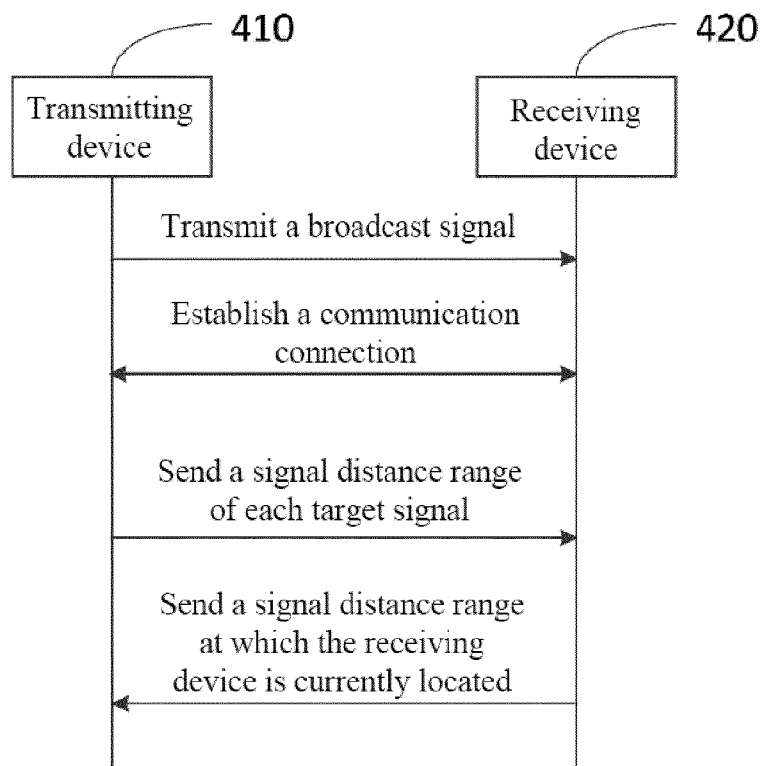 410
420
Transmitting
device
Receiving
device
Transmit a broadcast signal
Establish a communication
connection
Send a signal distance range
of each target signal
Send a signal distance range
at which the receiving
device is currently located